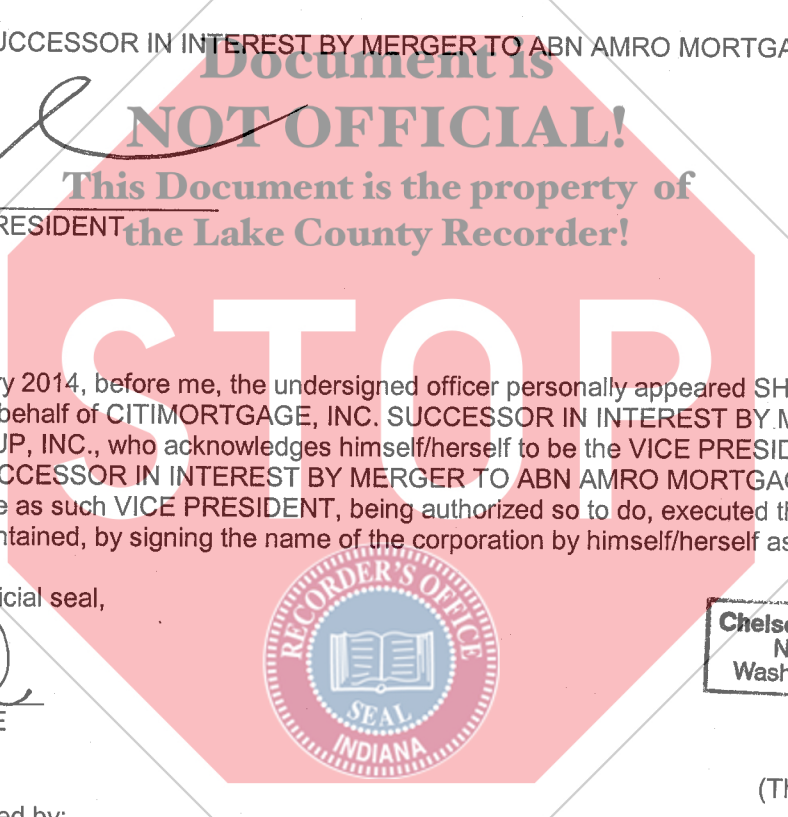 UCCESSOR IN INTEREST BY MERGER TO ABN AMRO MORTGA
Document is
NOT OFFICIAL!
This Document is the property of
RESIDENT
the Lake County Recorder!
STOP
ry 2014, before me, the undersigned officer personally appeared SH
behalf of CITIMORTGAGE, INC. SUCCESSOR IN INTEREST BY M
UP, INC., who acknowledges himself/herself to be the VICE PRESID
CCESSOR IN INTEREST BY MERGER TO ABN AMRO MORTGAG
e as such VICE PRESIDENT, being authorized so to do, executed th
ntained, by signing the name of the corporation by himself/herself as
icial seal,
RECORDER'S OFFICE
SEAL
INDIANA
Chelse
N
Wash
E
(Th
ed by: